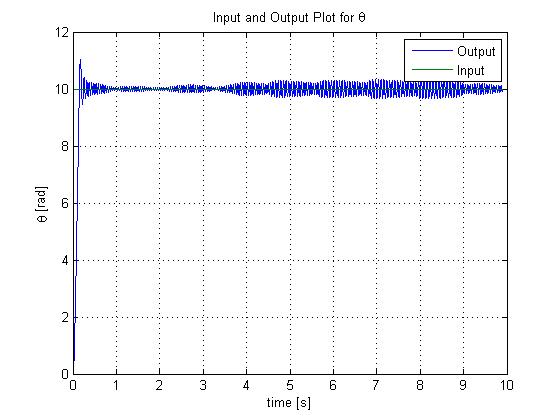 Input and Output Plot for θ
Output
Input
θ [rad]
12
10
8
6
4
2
0
0 1 2 3 4 5 6 7 8 9 10
time [s]